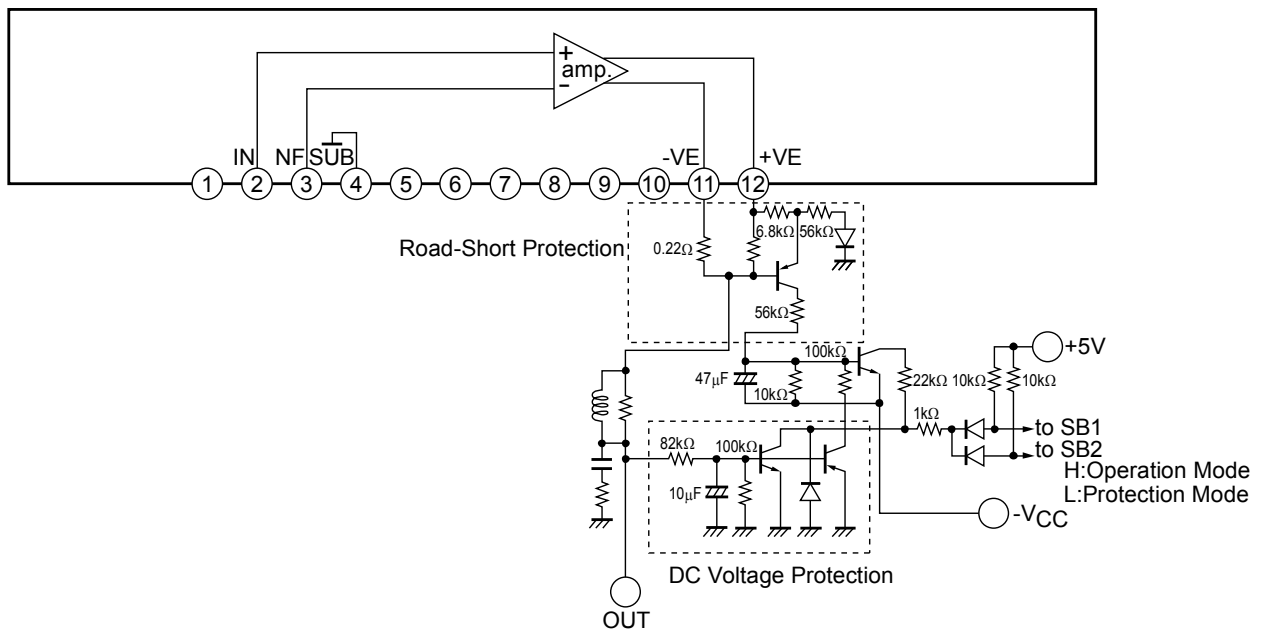 amp.
+
−
IN NF SUB -VE +VE
1 2 3 4 5 6 7 8 9 10 11 12
Road-Short Protection
0.22Ω
6.8kΩ 56kΩ
56kΩ
100kΩ
47μF
10kΩ
22kΩ 10kΩ 10kΩ
+5V
1kΩ
to SB1
to SB2
H:Operation Mode
L:Protection Mode
82kΩ
100kΩ
10μF
-VCC
DC Voltage Protection
OUT